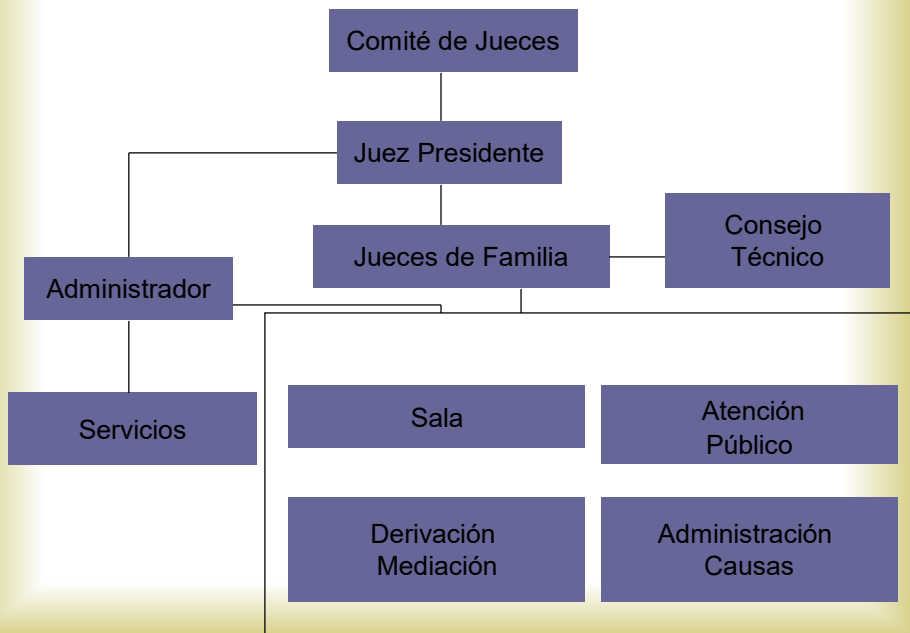 Comité de Jueces
Juez Presidente
Consejo
Técnico
Jueces de Familia
Administrador
Servicios
Sala
Atención
Público
Derivación
Mediación
Administración
Causas